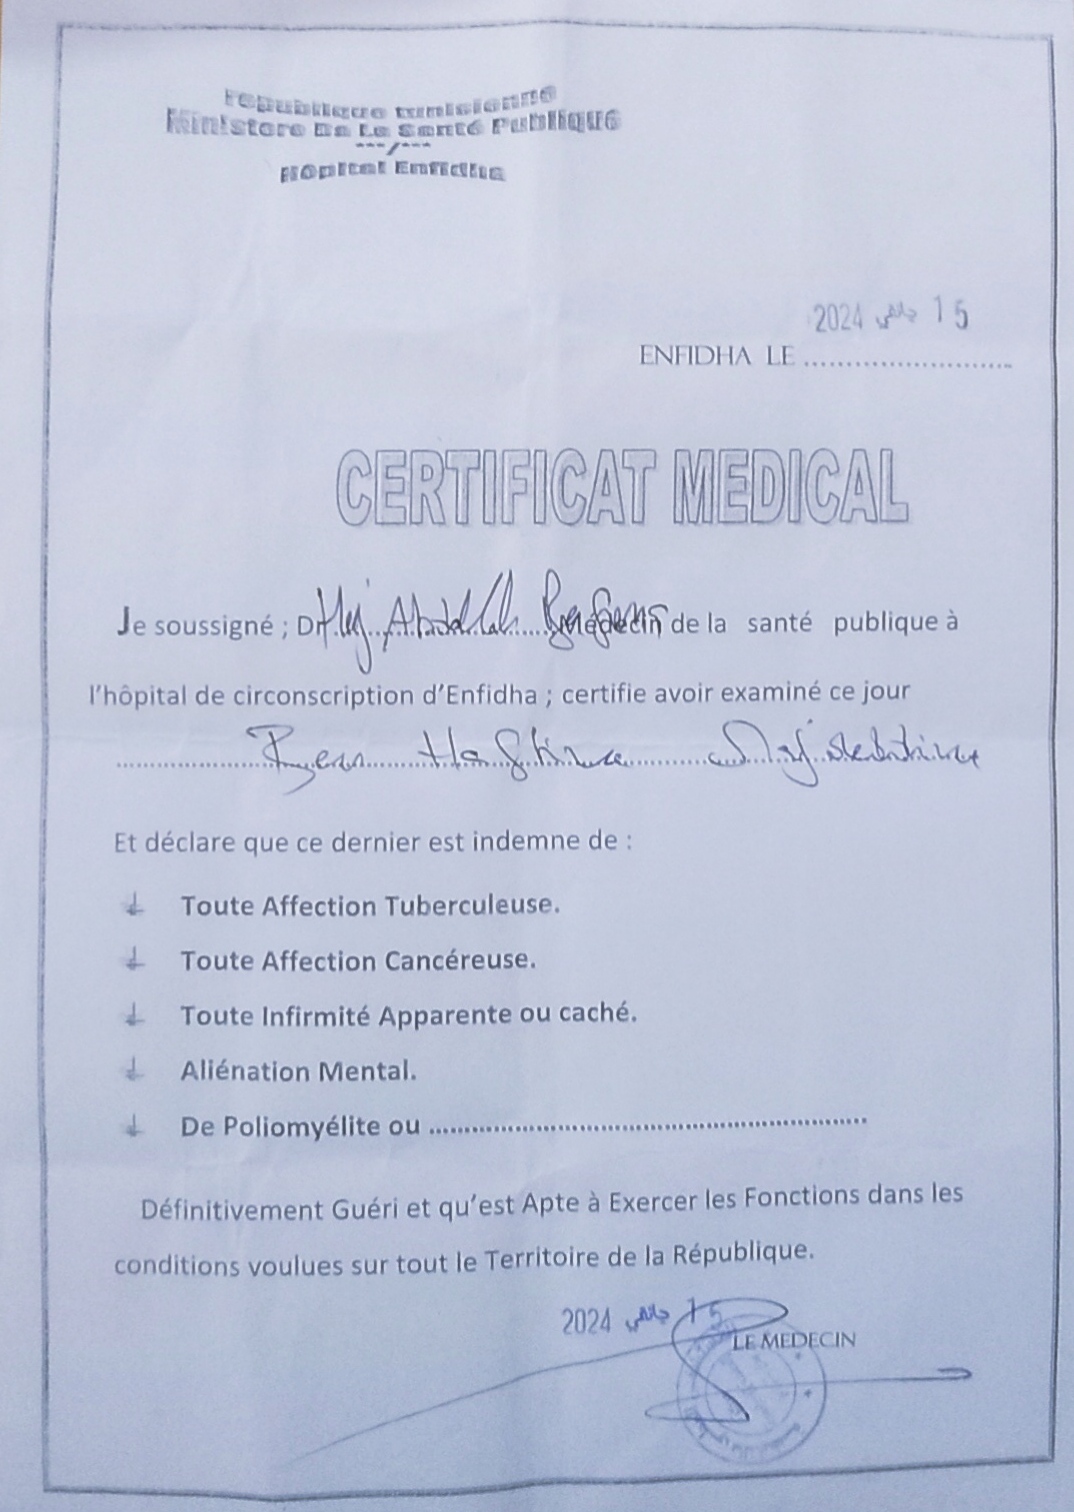 République tunisienne
Ministère De La Santé Publique
---/---
Hôpital Enfidha
15 جانفي 2024
ENFIDHA LE ........................
CERTIFICAT MEDICAL
Je soussigné ; Dr Hej Abdallah Médecin de la santé publique à
l'hôpital de circonscription d'Enfidha ; certifie avoir examiné ce jour
Ben
Et déclare que ce dernier est indemne de :
Toute Affection Tuberculeuse.
Toute Affection Cancéreuse.
Toute Infirmité Apparente ou caché.
Aliénation Mental.
De Poliomyélite ou ............................................................
Définitivement Guéri et qu'est Apte à Exercer les Fonctions dans les
conditions voulues sur tout le Territoire de la République.
15 جانفي 2024
LE MEDECIN